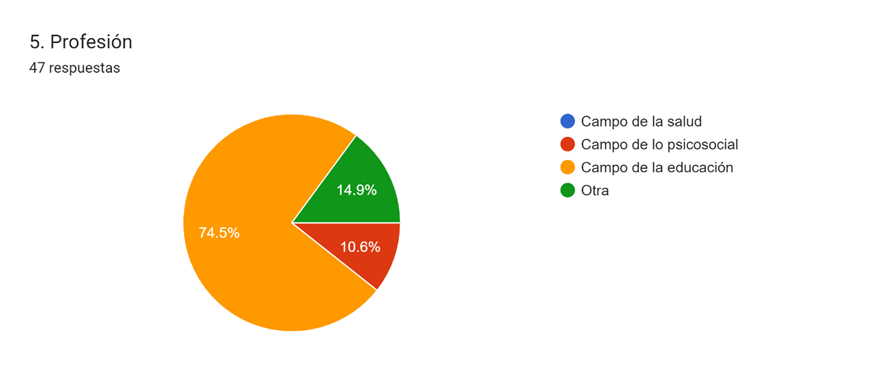 5. Profesión
47 respuestas
Campo de la salud
Campo de lo psicosocial
Campo de la educación
Otra
14.9%
74.5%
10.6%